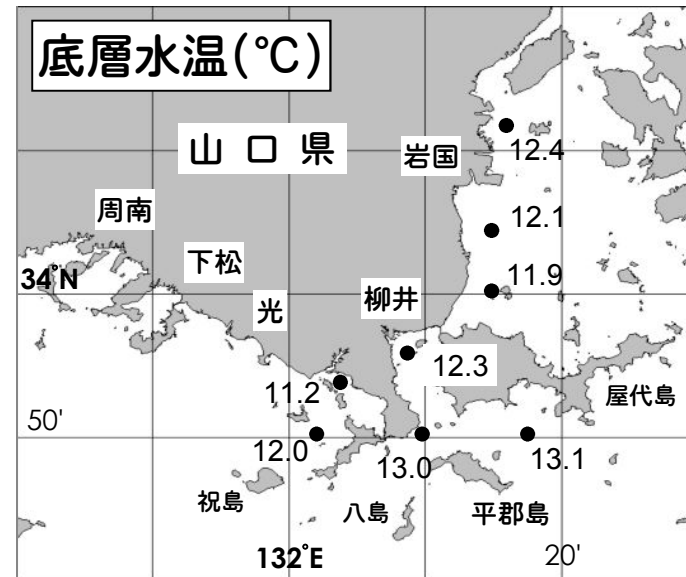 底層水温(℃)
山口県
岩国
12.4
周南
12.1
下松
34°N
11.9
光
柳井
12.3
11.2
屋代島
50'
12.0
13.0
13.1
祝島
八島
平郡島
132°E
20'